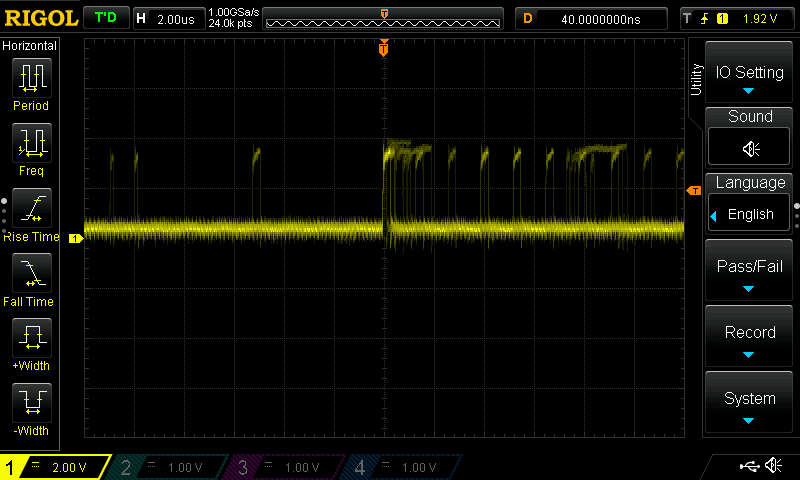 RIGOL T'D H 2.00us 1.00GSa/s
24.0k pts T D 40.0000000ns T 1 1.92 V
Horizontal
Period
Freq
Rise Time
Fall Time
+Width
-Width
T
T
1
Utility
IO Setting
Sound
Language
English
Pass/Fail
Record
System
1 2.00 V 2 1.00 V 3 1.00 V 4 1.00 V